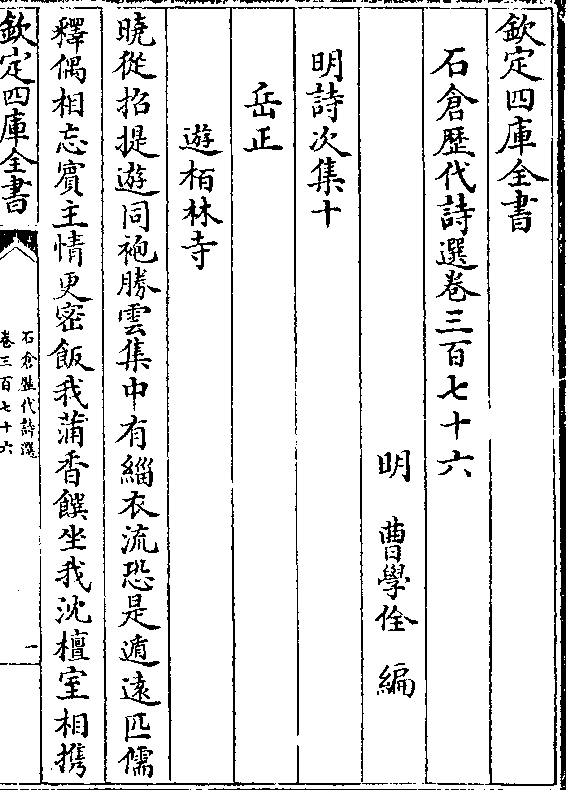 欽定四庫全書
石倉歷代詩選卷三百七十六
明 曹學佺 編
明詩次集十
岳正
遊栢林寺
曉從招提遊同袍勝雲集中有緇衣流恐是遁遠匹儒
釋偶相忘賓主情更密飯我蒲香饌坐我沈檀室相携
欽定四庫全書
石倉歷代詩選
卷三百七十六
一